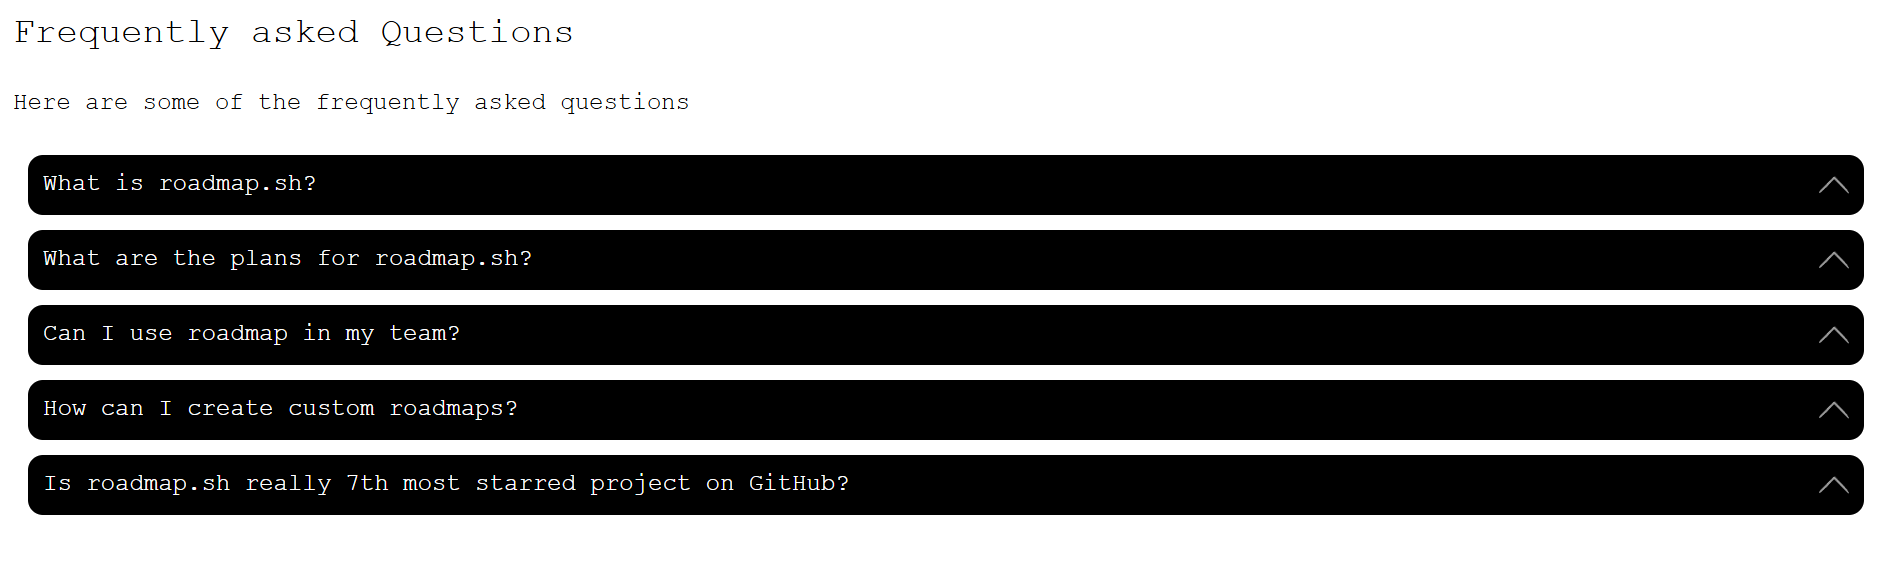 Frequently asked Questions
Here are some of the frequently asked questions
What is roadmap.sh?
What are the plans for roadmap.sh?
Can I use roadmap in my team?
How can I create custom roadmaps?
Is roadmap.sh really 7th most starred project on GitHub?